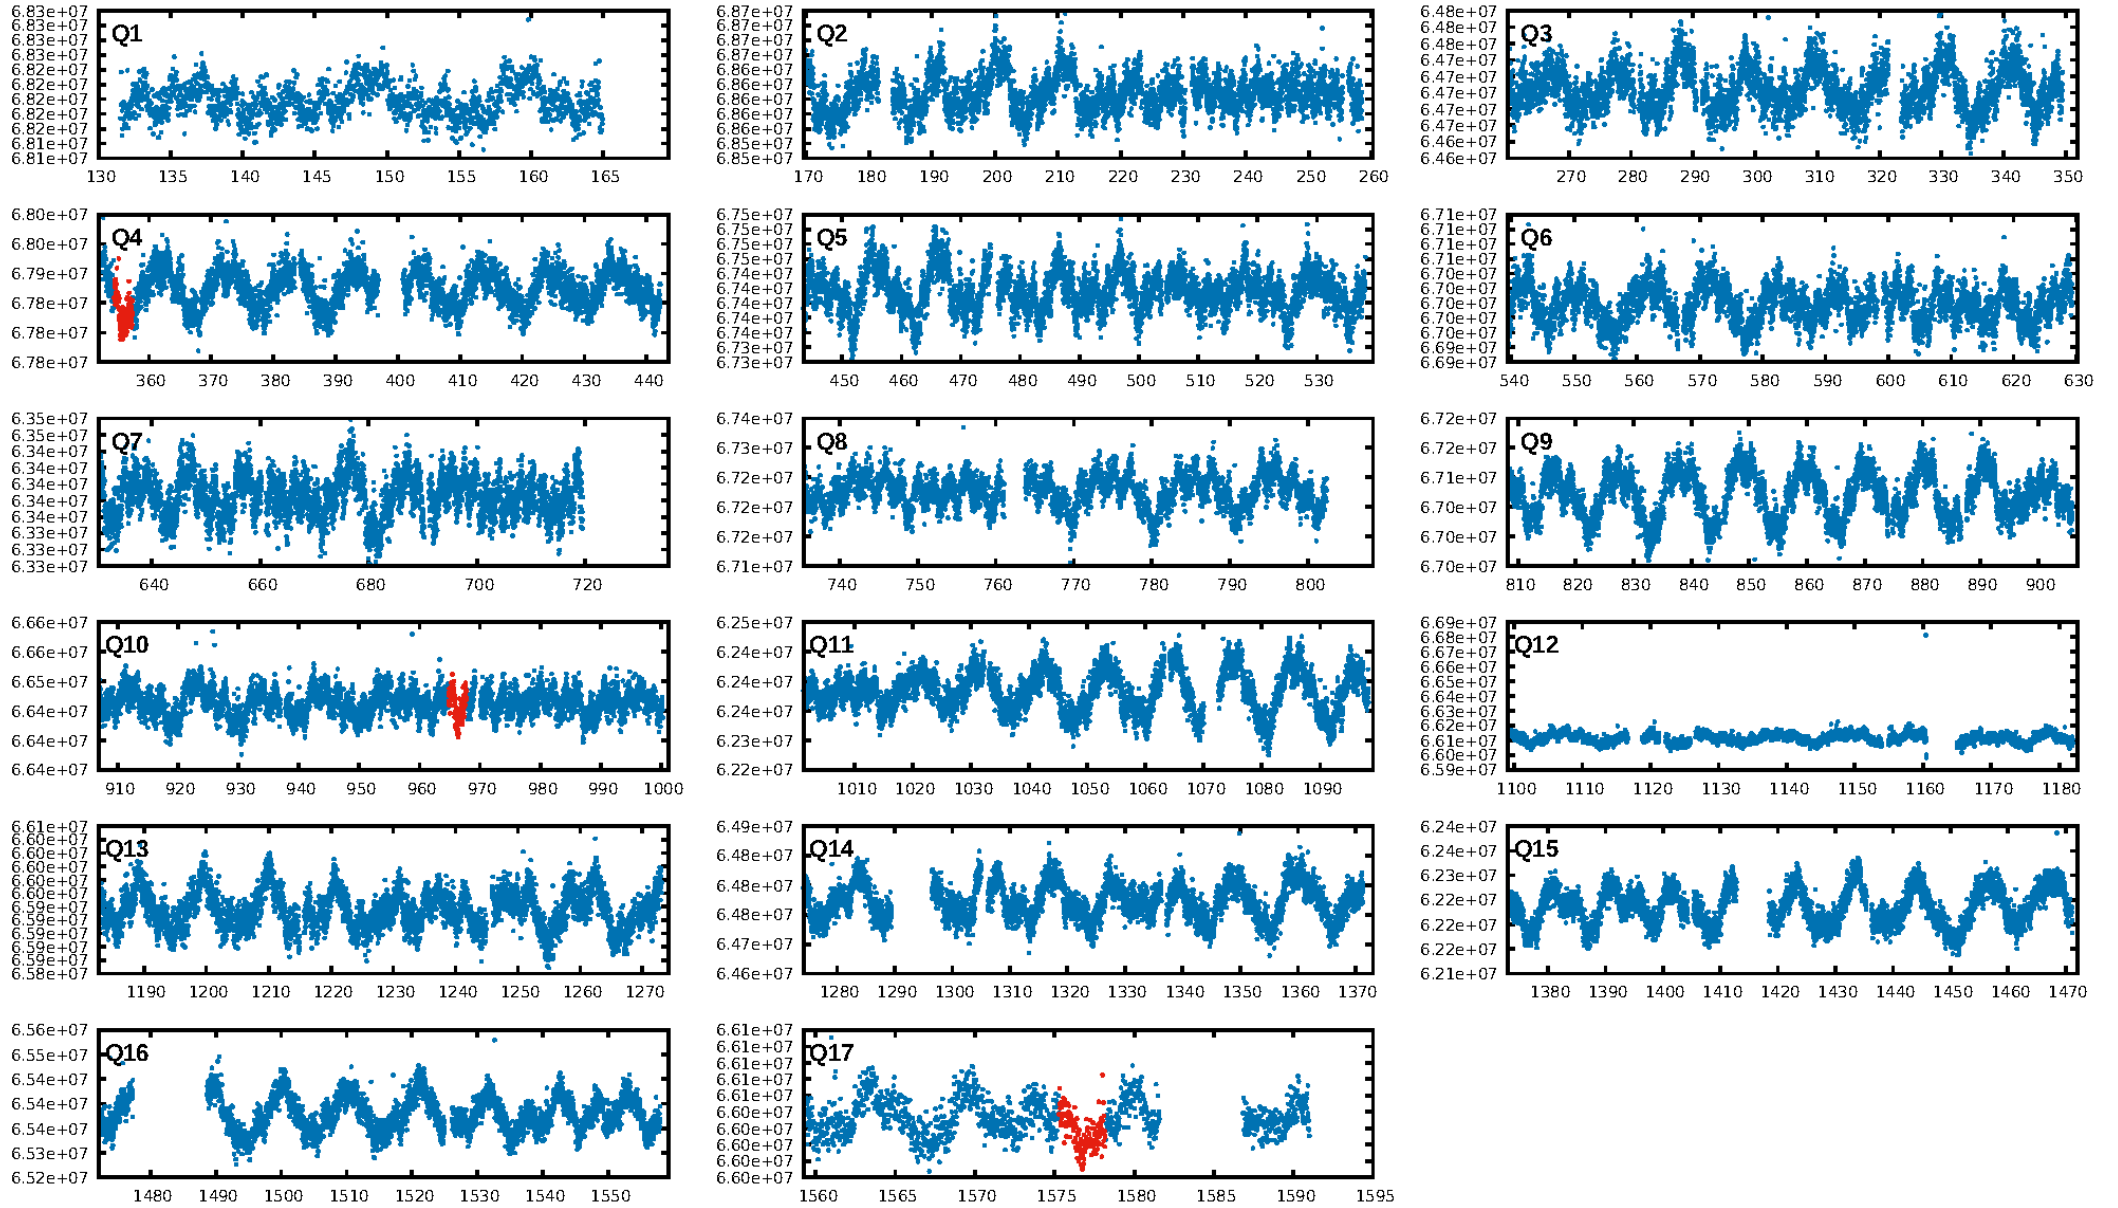 6.83e+07
6.83e+07
6.83e+07
6.83e+07
6.82e+07
6.82e+07
6.82e+07
6.82e+07
6.82e+07
6.81e+07
6.81e+07
Q1
130 135 140 145 150 155 160 165
6.87e+07
6.87e+07
6.87e+07
6.87e+07
6.86e+07
6.86e+07
6.86e+07
6.86e+07
6.86e+07
6.85e+07
6.85e+07
Q2
170 180 190 200 210 220 230 240 250 260
6.48e+07
6.48e+07
6.48e+07
6.47e+07
6.47e+07
6.47e+07
6.47e+07
6.47e+07
6.46e+07
6.46e+07
Q3
270 280 290 300 310 320 330 340 350
6.80e+07
6.80e+07
6.79e+07
6.78e+07
6.78e+07
6.78e+07
Q4
360 370 380 390 400 410 420 430 440
6.75e+07
6.75e+07
6.75e+07
6.75e+07
6.74e+07
6.74e+07
6.74e+07
6.74e+07
6.74e+07
6.73e+07
6.73e+07
Q5
450 460 470 480 490 500 510 520 530
6.71e+07
6.71e+07
6.71e+07
6.70e+07
6.70e+07
6.70e+07
6.70e+07
6.70e+07
6.69e+07
6.69e+07
Q6
540 550 560 570 580 590 600 610 620 630
6.35e+07
6.35e+07
6.34e+07
6.34e+07
6.34e+07
6.34e+07
6.34e+07
6.33e+07
6.33e+07
6.33e+07
Q7
640 660 680 700 720
6.74e+07
6.73e+07
6.72e+07
6.72e+07
6.72e+07
6.71e+07
Q8
740 750 760 770 780 790 800
6.72e+07
6.72e+07
6.71e+07
6.70e+07
6.70e+07
6.70e+07
Q9
810 820 830 840 850 860 870 880 890 900
6.66e+07
6.66e+07
6.65e+07
6.64e+07
6.64e+07
6.64e+07
Q10
910 920 930 940 950 960 970 980 990 1000
6.25e+07
6.24e+07
6.24e+07
6.24e+07
6.23e+07
6.22e+07
Q11
1010 1020 1030 1040 1050 1060 1070 1080 1090
6.69e+07
6.68e+07
6.66e+07
6.65e+07
6.64e+07
6.63e+07
6.62e+07
6.61e+07
6.60e+07
6.59e+07
Q12
1100 1110 1120 1130 1140 1150 1160 1170 1180
6.61e+07
6.60e+07
6.60e+07
6.60e+07
6.60e+07
6.60e+07
6.59e+07
6.59e+07
6.59e+07
6.59e+07
6.59e+07
6.58e+07
Q13
1190 1200 1210 1220 1230 1240 1250 1260 1270
6.49e+07
6.48e+07
6.48e+07
6.48e+07
6.47e+07
6.46e+07
Q14
1280 1290 1300 1310 1320 1330 1340 1350 1360 1370
6.24e+07
6.24e+07
6.23e+07
6.22e+07
6.22e+07
6.22e+07
6.21e+07
Q15
1380 1390 1400 1410 1420 1430 1440 1450 1460 1470
6.56e+07
6.55e+07
6.54e+07
6.54e+07
6.54e+07
6.53e+07
6.52e+07
Q16
1480 1490 1500 1510 1520 1530 1540 1550
6.61e+07
6.61e+07
6.61e+07
6.61e+07
6.61e+07
6.60e+07
6.60e+07
6.60e+07
6.60e+07
6.60e+07
Q17
1560 1565 1570 1575 1580 1585 1590 1595